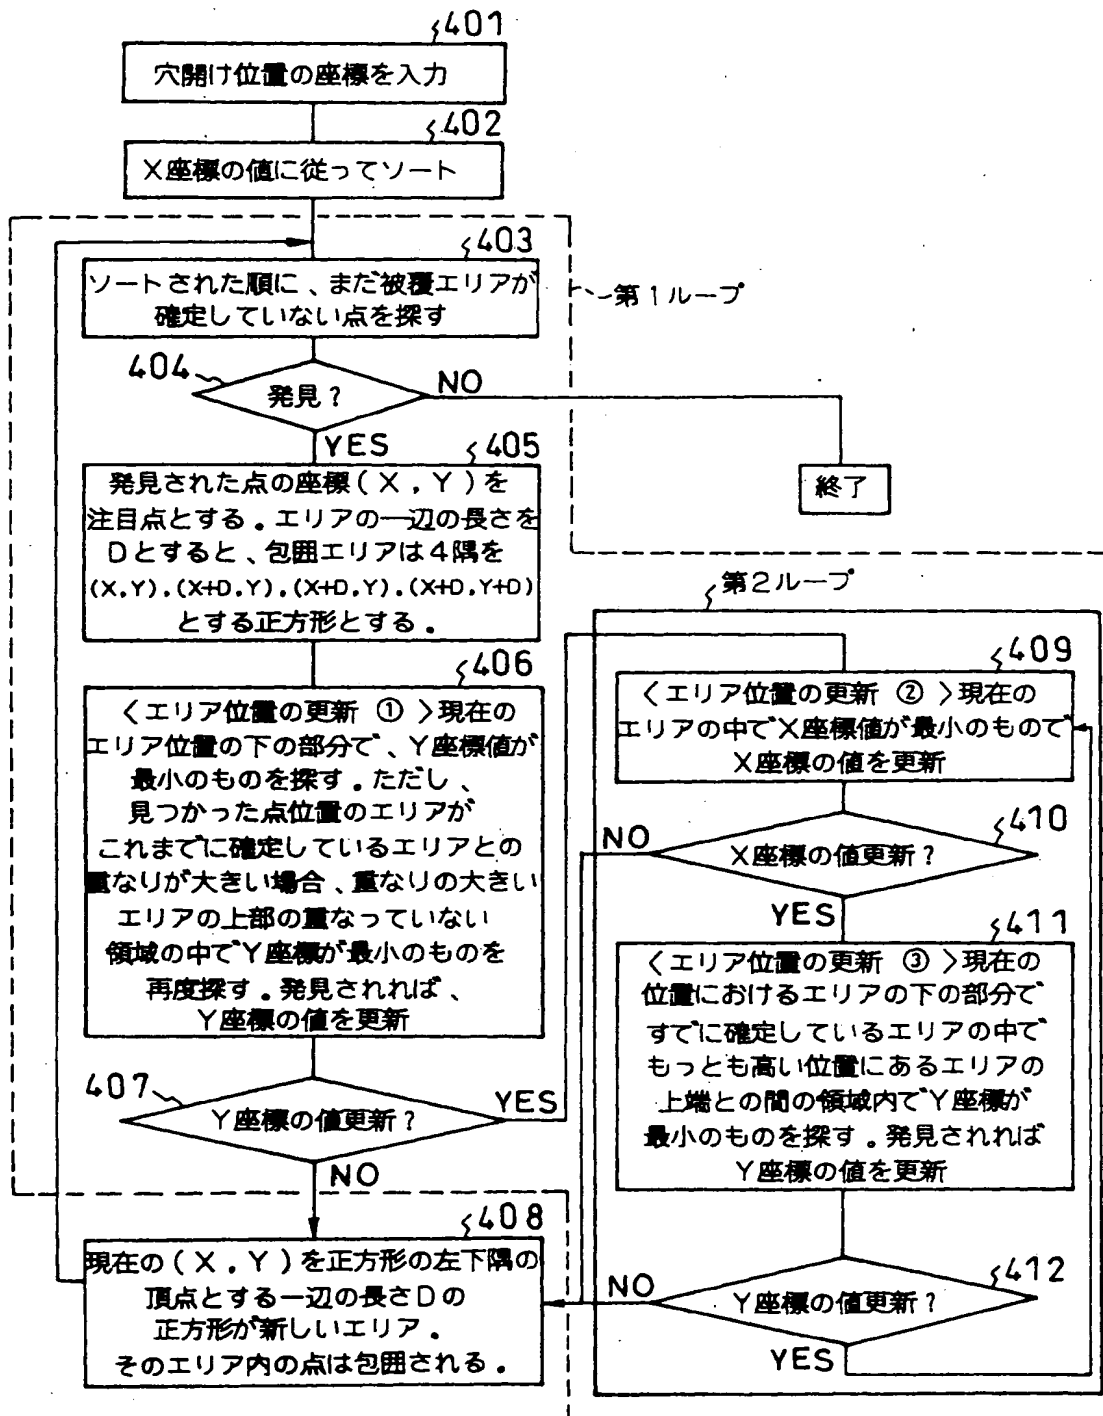 401
穴開け位置の座標を入力
402
X座標の値に従ってソート
403
ソートされた順に、まだ被覆エリアが
確定していない点を探す
第1ループ
404
発見?
NO
YES
終了
405
発見された点の座標(X,Y)を
注目点とする.エリアの一辺の長さを
Dとすると、包囲エリアは4隅を
(X,Y).(X+D,Y).(X+D,Y).(X+D,Y+D)
とする正方形とする.
406
〈エリア位置の更新 ①〉現在の
エリア位置の下の部分で、Y座標値が
最小のものを探す.ただし、
見つかった点位置のエリアが
これまでに確定しているエリアとの
重なりが大きい場合、重なりの大きい
エリアの上部の重なっていない
領域の中でY座標が最小のものを
再度探す.発見されれば、
Y座標の値を更新
407
Y座標の値更新?
YES
NO
408
現在の(X,Y)を正方形の左下隅の
頂点とする一辺の長さDの
正方形が新しいエリア.
そのエリア内の点は包囲される.
第2ループ
409
〈エリア位置の更新 ②〉現在の
エリアの中でX座標値が最小のもので
X座標の値を更新
410
NO
X座標の値更新?
YES
411
〈エリア位置の更新 ③〉現在の
位置におけるエリアの下の部分で
すでに確定しているエリアの中で
もっとも高い位置にあるエリアの
上端との間の領域内でY座標が
最小のものを探す.発見されれば
Y座標の値を更新
412
NO
Y座標の値更新?
YES